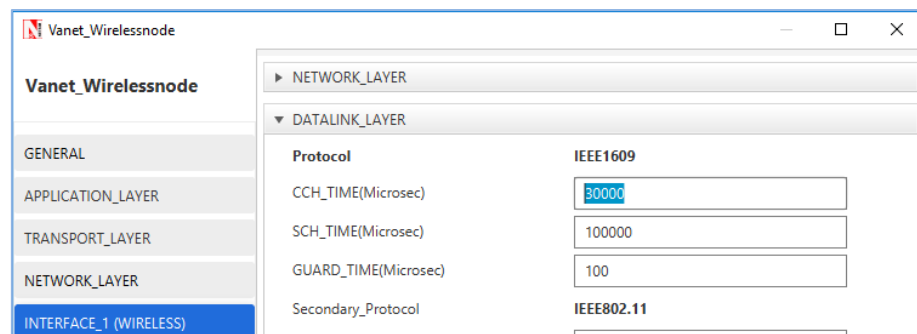 Vanet_Wirelessnode
Vanet_Wirelessnode
GENERAL
APPLICATION_LAYER
TRANSPORT_LAYER
NETWORK_LAYER
INTERFACE_1 (WIRELESS)
NETWORK_LAYER
DATALINK_LAYER
Protocol IEEE1609
CCH_TIME(Microsec) 30000
SCH_TIME(Microsec) 100000
GUARD_TIME(Microsec) 100
Secondary_Protocol IEEE802.11